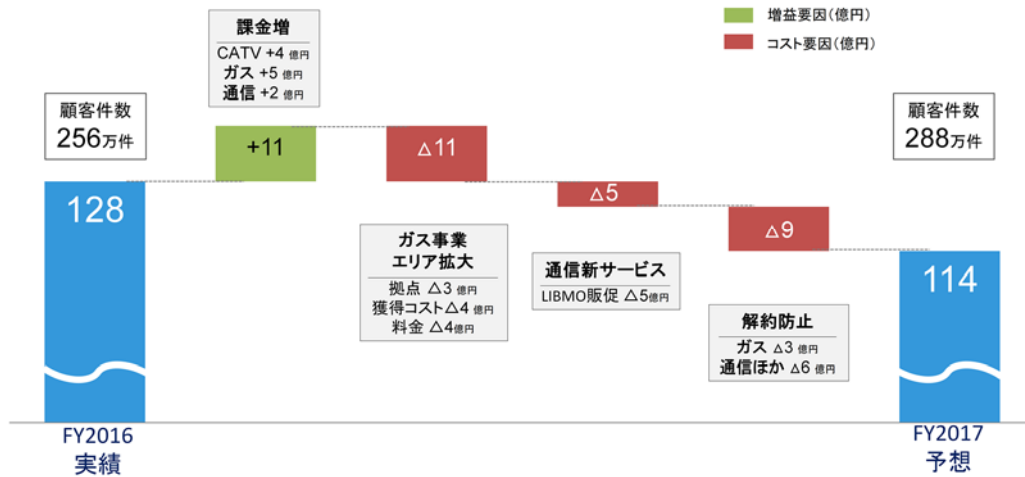 増益要因(億円)
コスト要因(億円)
課金増
CATV +4 億円
ガス +5 億円
通信 +2 億円
顧客件数
256万件
顧客件数
288万件
+11
△11
△5
△9
128
114
ガス事業
エリア拡大
拠点 △3 億円
獲得コスト△4 億円
料金 △4億円
通信新サービス
LIBMO販促 △5億円
解約防止
ガス △3 億円
通信ほか △6 億円
FY2016
実績
FY2017
予想